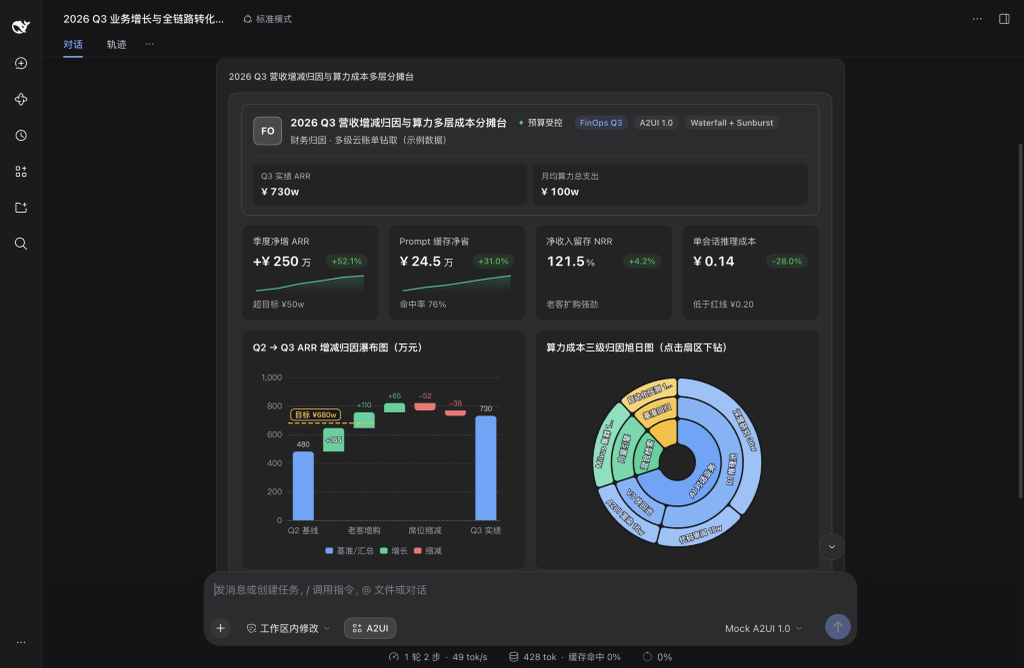 2026 Q3 业务增长与全链路转化...
标准模式
对话
轨迹
2026 Q3 营收增减归因与算力成本多层分摊台
FO
2026 Q3 营收增减归因与算力多层成本分摊台
预算受控
FinOps Q3
A2UI 1.0
Waterfall + Sunburst
财务归因 · 多级云账单钻取（示例数据）
Q3 实绩 ARR
¥ 730w
月均算力总支出
¥ 100w
季度净增 ARR
+¥ 250 万
+52.1%
超目标 ¥50w
Prompt 缓存净省
¥ 24.5 万
+31.0%
命中率 76%
净收入留存 NRR
121.5%
+4.2%
老客扩购强劲
单会话推理成本
¥ 0.14
-28.0%
低于红线 ¥0.20
Q2 → Q3 ARR 增减归因瀑布图（万元）
1,000
800
600
400
200
0
目标 ¥680w
480
+165
+110
+65
-52
-38
730
Q2 基线
老客增购
席位缩减
Q3 实绩
基准/汇总
增长
缩减
算力成本三级归因旭日图（点击扇区下钻）
AI 对话业务
代码审阅 18w
发消息或创建任务, / 调用指令, @ 文件或对话
工作区内修改
A2UI
Mock A2UI 1.0
1 轮 2 步 · 49 tok/s
428 tok · 缓存命中 0%
0%